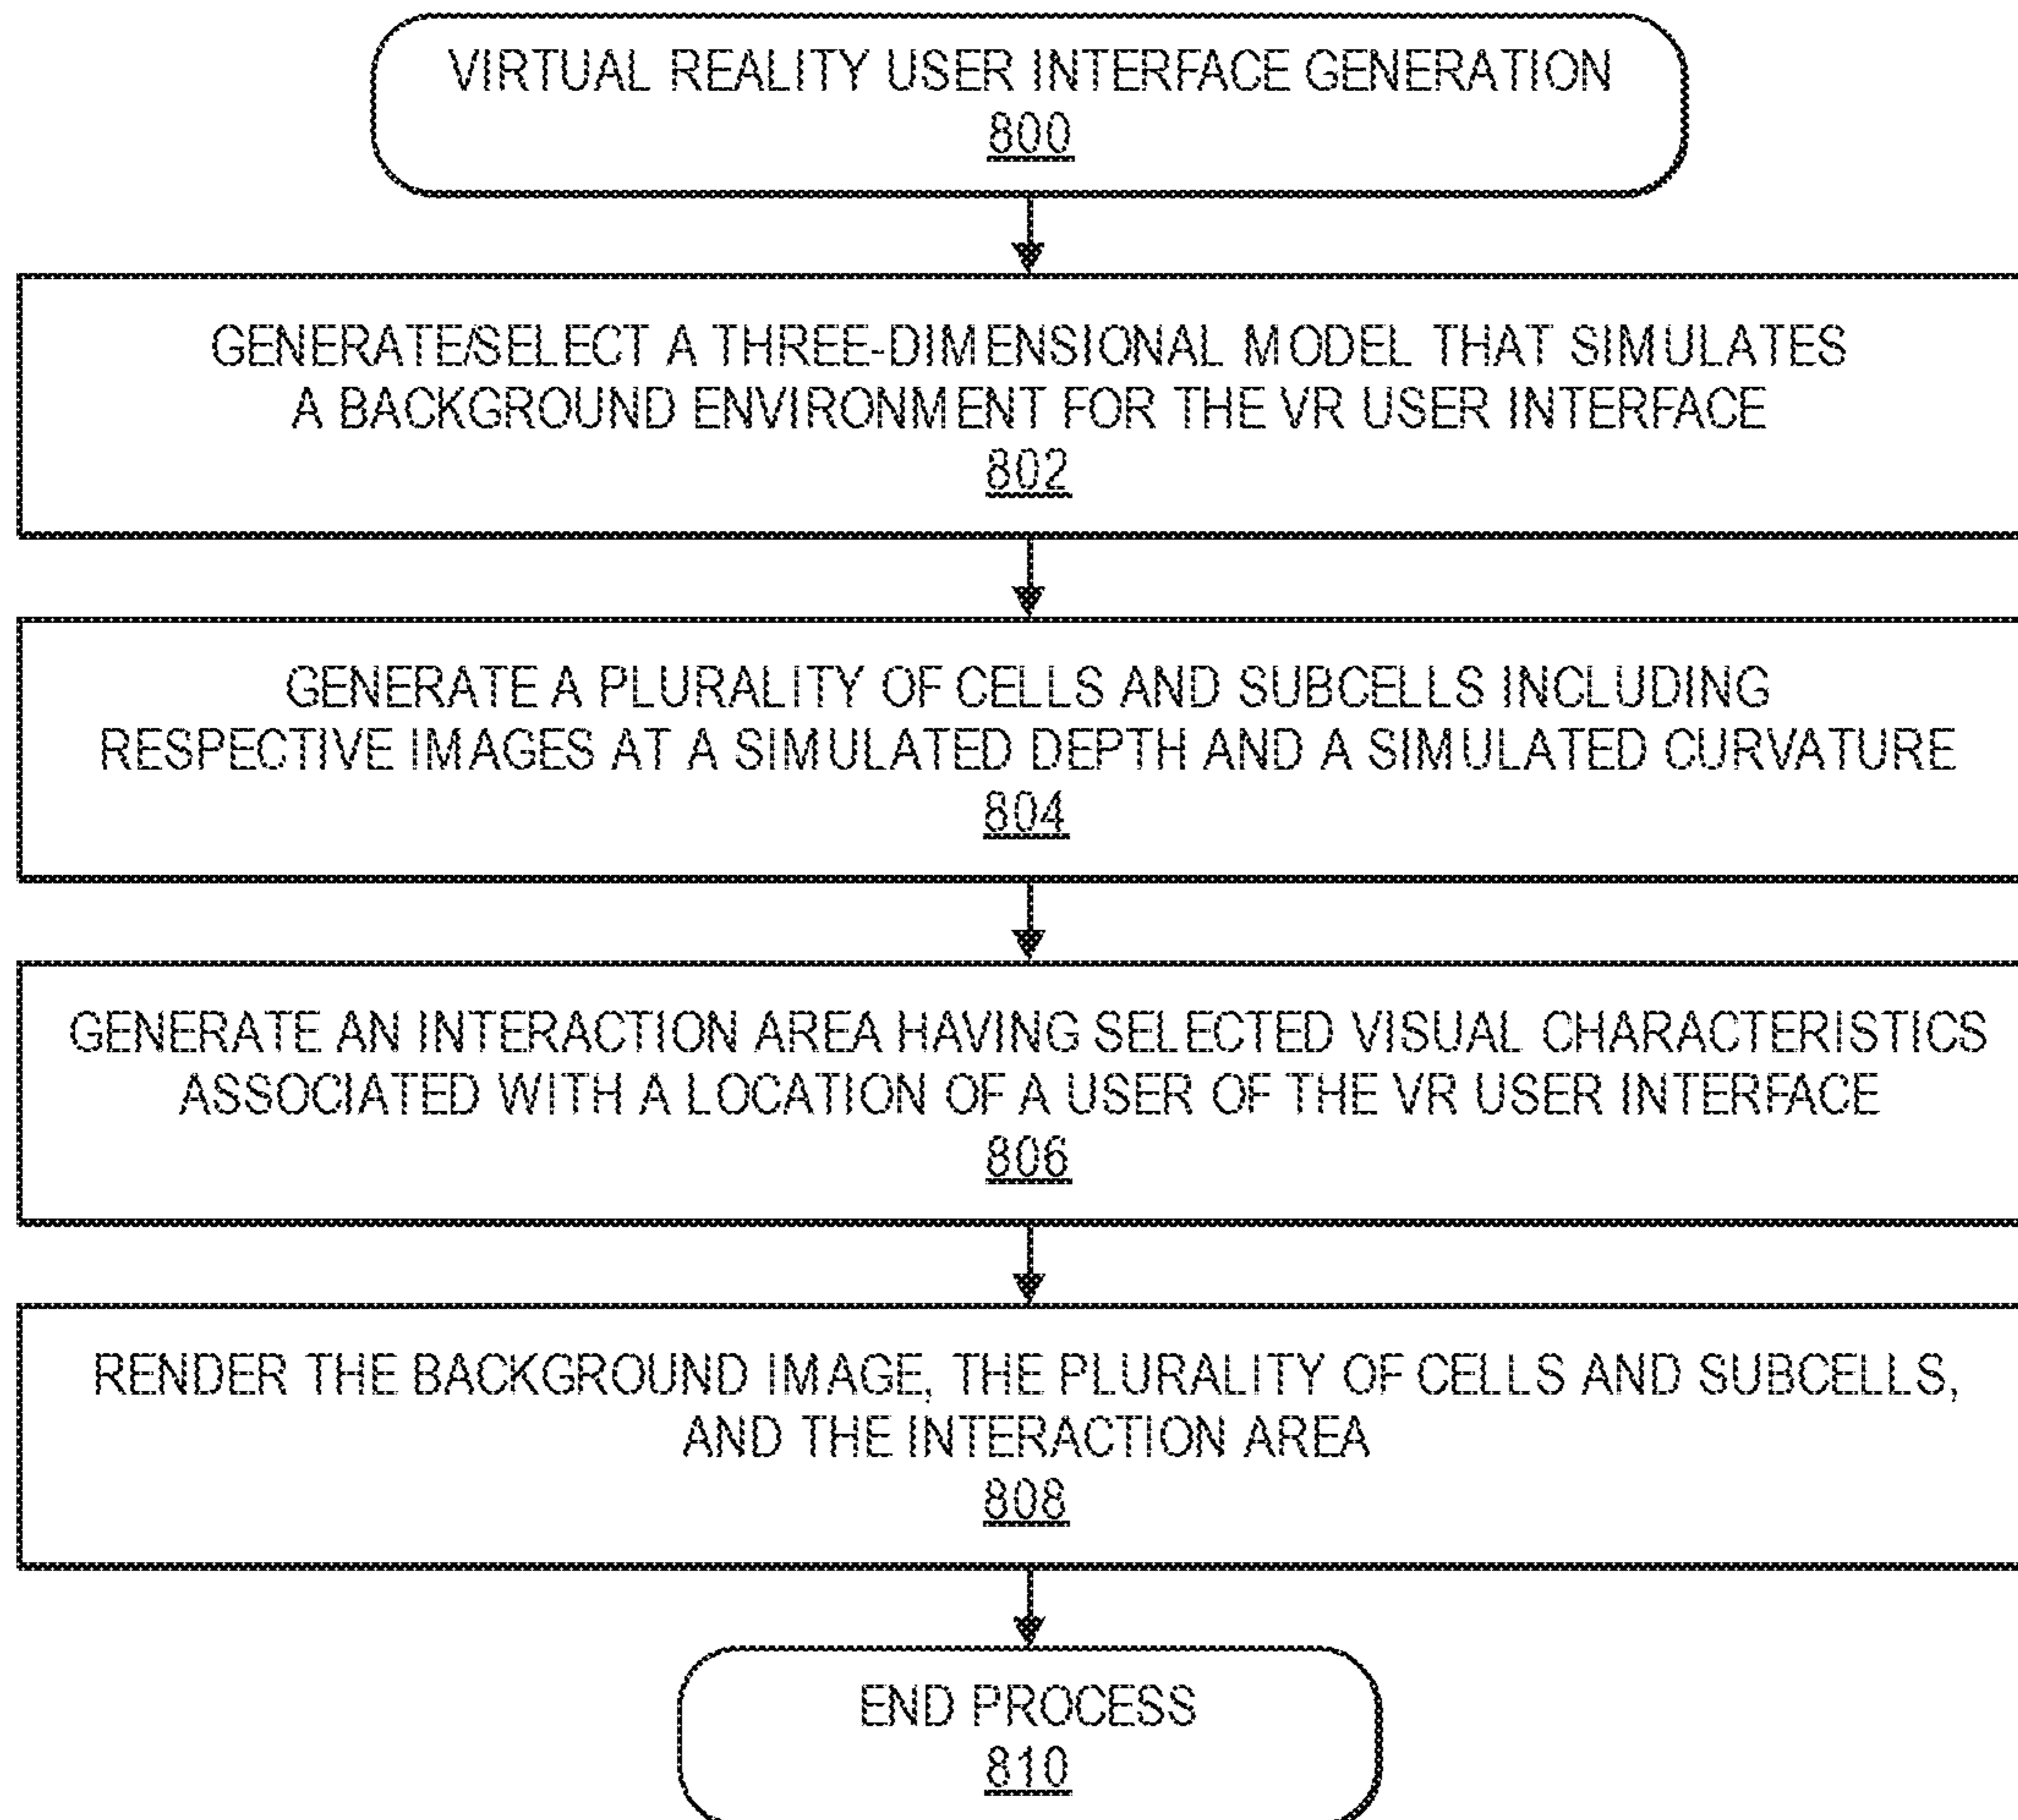 VIRTUAL REALITY USER INTERFACE GENERATION
800
GENERATE/SELECT A THREE-DIMENSIONAL MODEL THAT SIMULATES
A BACKGROUND ENVIRONMENT FOR THE VR USER INTERFACE
802
GENERATE A PLURALITY OF CELLS AND SUBCELLS INCLUDING
RESPECTIVE IMAGES AT A SIMULATED DEPTH AND A SIMULATED CURVATURE
804
GENERATE AN INTERACTION AREA HAVING SELECTED VISUAL CHARACTERISTICS
ASSOCIATED WITH A LOCATION OF A USER OF THE VR USER INTERFACE
806
RENDER THE BACKGROUND IMAGE, THE PLURALITY OF CELLS AND SUBCELLS,
AND THE INTERACTION AREA
808
END PROCESS
810